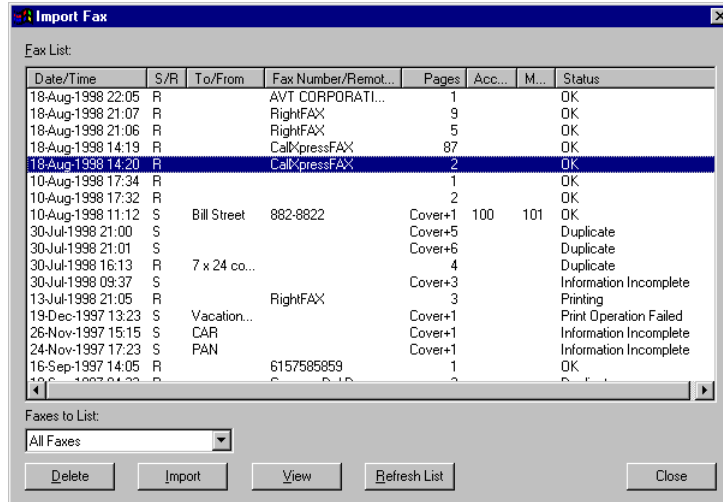 Import Fax
Fax List:
Date/Time S/R To/From Fax Number/Remot... Pages Acc... M... Status
18-Aug-1998 22:05 R AVT CORPORATI... 1 OK
18-Aug-1998 21:07 R RightFAX 9 OK
18-Aug-1998 21:06 R RightFAX 5 OK
18-Aug-1998 14:19 R CallXpressFAX 87 OK
18-Aug-1998 14:20 R CallXpressFAX 2 OK
10-Aug-1998 17:34 R 1 OK
10-Aug-1998 17:32 R 2 OK
10-Aug-1998 11:12 S Bill Street 882-8822 Cover+1 100 101 OK
30-Jul-1998 21:00 S Cover+5 Duplicate
30-Jul-1998 21:01 S Cover+6 Duplicate
30-Jul-1998 16:13 R 7 x 24 co... 4 Duplicate
30-Jul-1998 09:37 S Cover+3 Information Incomplete
13-Jul-1998 21:05 R RightFAX 3 Printing
19-Dec-1997 13:23 S Vacation... Cover+1 Print Operation Failed
26-Nov-1997 15:15 S CAR Cover+1 Information Incomplete
24-Nov-1997 17:23 S PAN Cover+1 Information Incomplete
16-Sep-1997 14:05 R 6157585859 1 OK
Faxes to List:
All Faxes
Delete Import View Refresh List Close